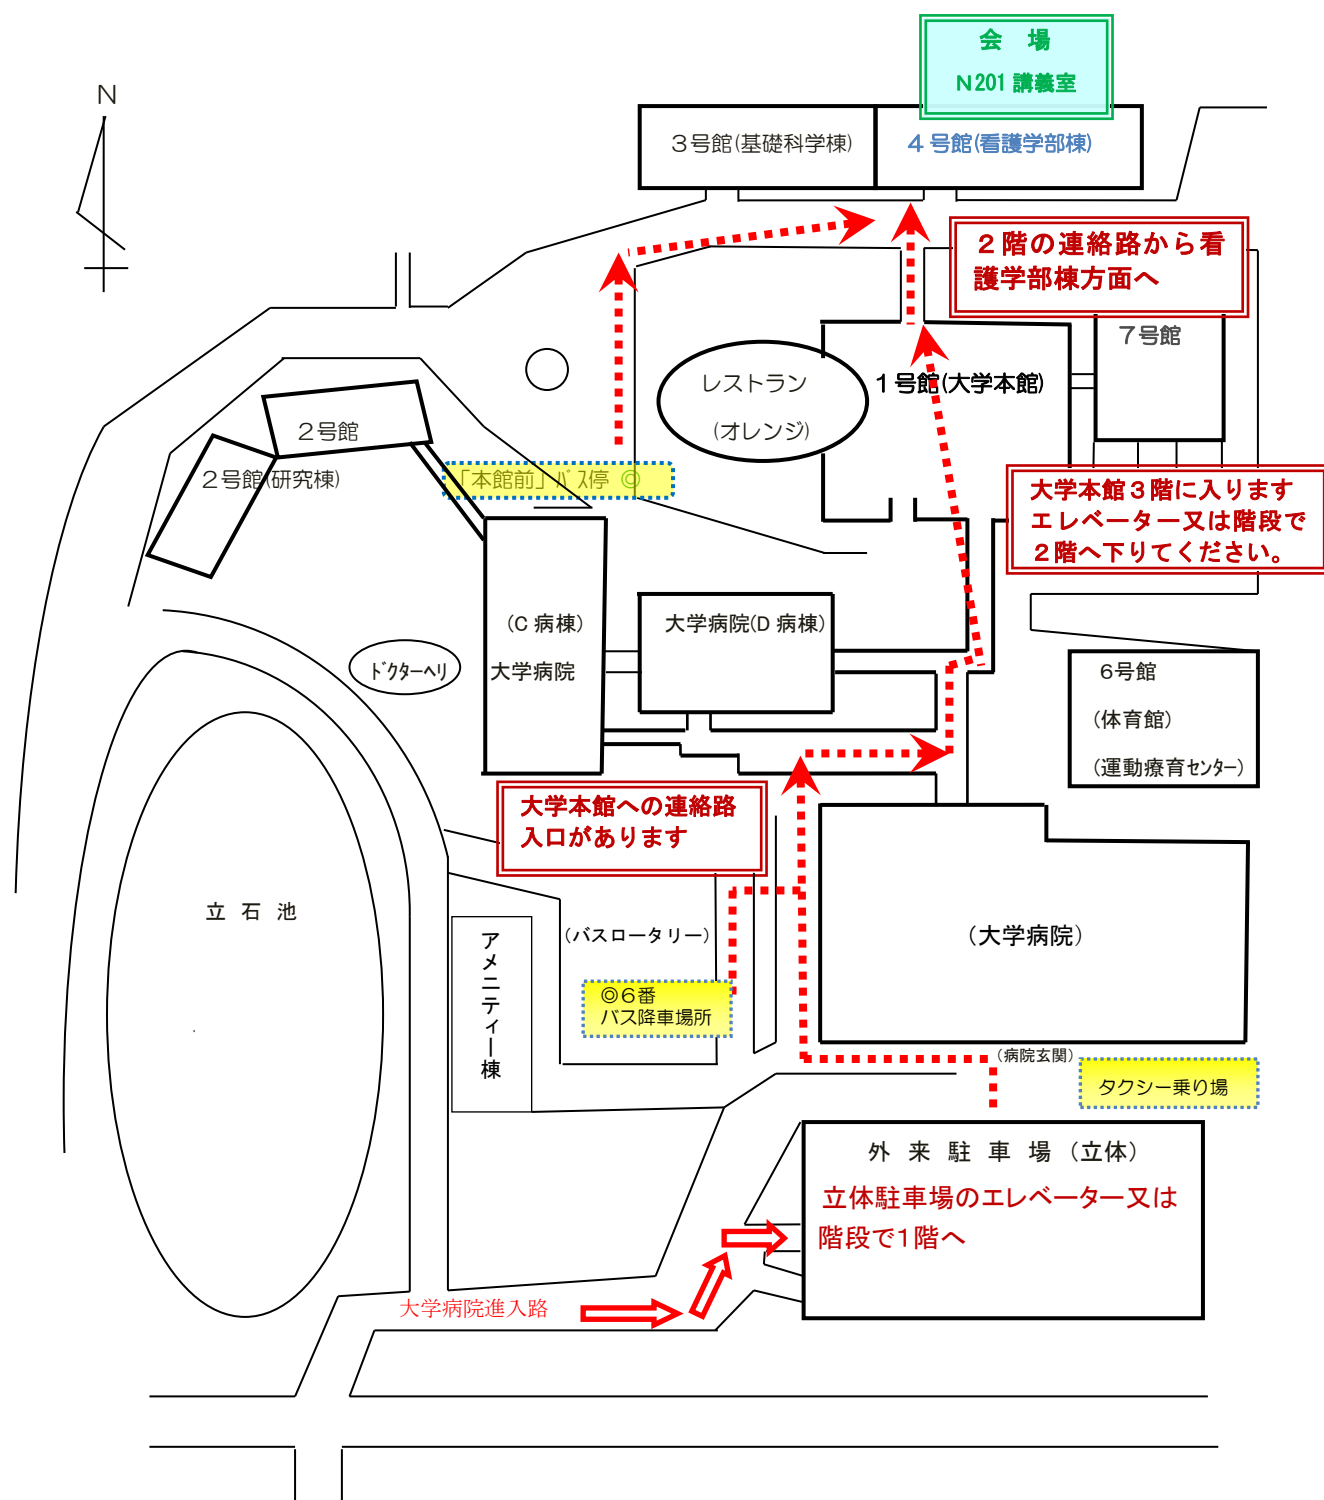 会　場
Ｎ201 講義室
Ｎ
３号館(基礎科学棟)
４号館(看護学部棟)
２階の連絡路から看
護学部棟方面へ
７号館
レストラン
(オレンジ)
１号館(大学本館)
２号館
２号館(研究棟)
「本館前」バス停 ◎
大学本館３階に入ります
エレベーター又は階段で
２階へ下りてください。
(C 病棟)
大学病院
大学病院(D 病棟)
ドクターヘリ
６号館
(体育館)
(運動療育センター)
大学本館への連絡路
入口があります
立 石 池
アメニティー棟
(バスロータリー)
◎６番
バス降車場所
(大学病院)
(病院玄関)
タクシー乗り場
外 来 駐 車 場 （立体）
立体駐車場のエレベーター又は
階段で１階へ
大学病院進入路